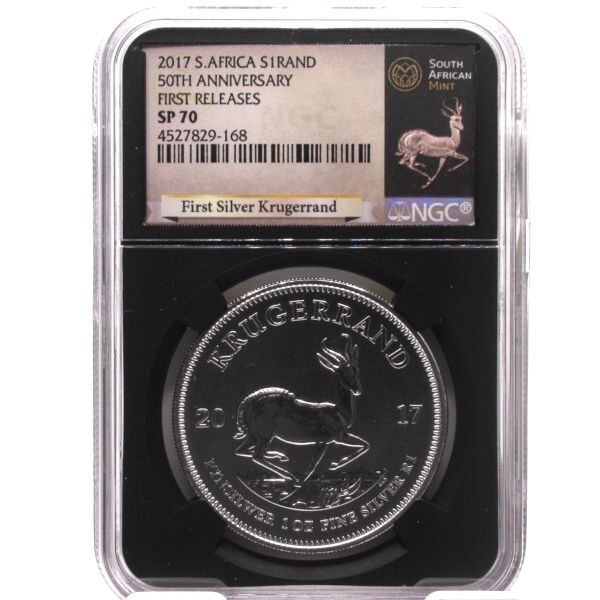 2017 S.AFRICA S1RAND
50TH ANNIVERSARY
FIRST RELEASES
SP 70
4527829-168
NGC
First Silver Krugerrand
SOUTH
AFRICAN
MINT
NGC®
KRUGERRAND
20 17
FYNSILWER 1 OZ FINE SILVER R1